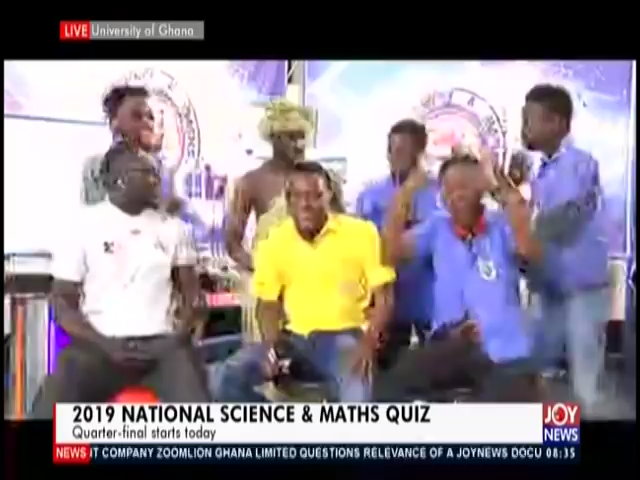 LIVE University of Ghana
2019 NATIONAL SCIENCE & MATHS QUIZ
Quarter-final starts today
JOY
NEWS
NEWS IT COMPANY ZOOMLION GHANA LIMITED QUESTIONS RELEVANCE OF A JOYNEWS DOCU 08:35